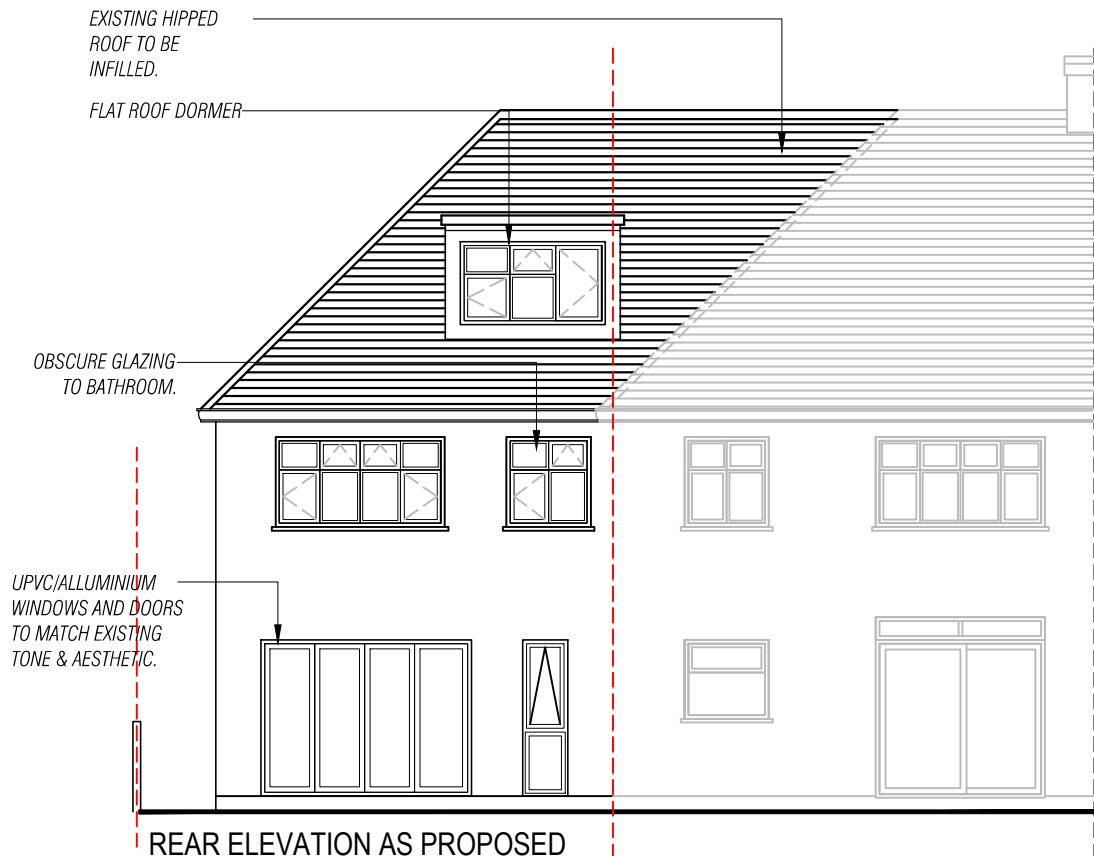 EXISTING HIPPED
ROOF TO BE
INFILLED.
FLAT ROOF DORMER
OBSCURE GLAZING
TO BATHROOM.
UPVC/ALLUMINIUM
WINDOWS AND DOORS
TO MATCH EXISTING
TONE & AESTHETIC.
REAR ELEVATION AS PROPOSED